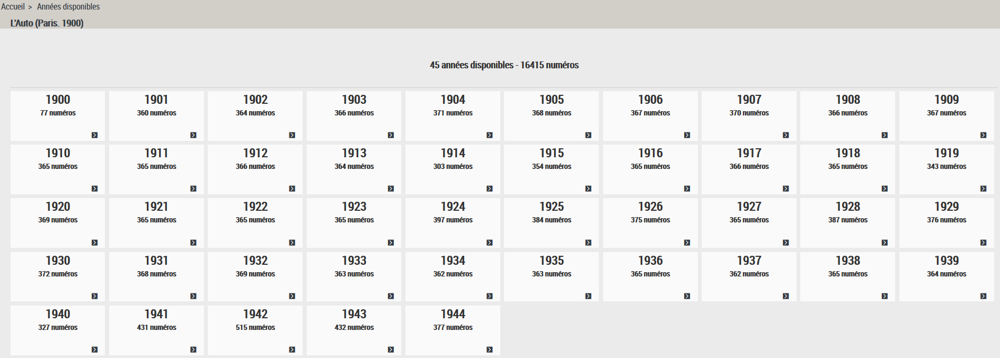 Accueil > Années disponibles
L'Auto (Paris. 1900)
45 années disponibles - 16415 numéros
1900 1901 1902 1903 1904 1905 1906 1907 1908 1909
77 numéros 360 numéros 364 numéros 366 numéros 371 numéros 368 numéros 367 numéros 370 numéros 366 numéros 367 numéros
1910 1911 1912 1913 1914 1915 1916 1917 1918 1919
365 numéros 365 numéros 366 numéros 364 numéros 303 numéros 354 numéros 365 numéros 366 numéros 365 numéros 343 numéros
1920 1921 1922 1923 1924 1925 1926 1927 1928 1929
369 numéros 365 numéros 365 numéros 365 numéros 397 numéros 384 numéros 375 numéros 365 numéros 387 numéros 376 numéros
1930 1931 1932 1933 1934 1935 1936 1937 1938 1939
372 numéros 368 numéros 369 numéros 363 numéros 362 numéros 363 numéros 365 numéros 362 numéros 365 numéros 364 numéros
1940 1941 1942 1943 1944
327 numéros 431 numéros 515 numéros 432 numéros 377 numéros